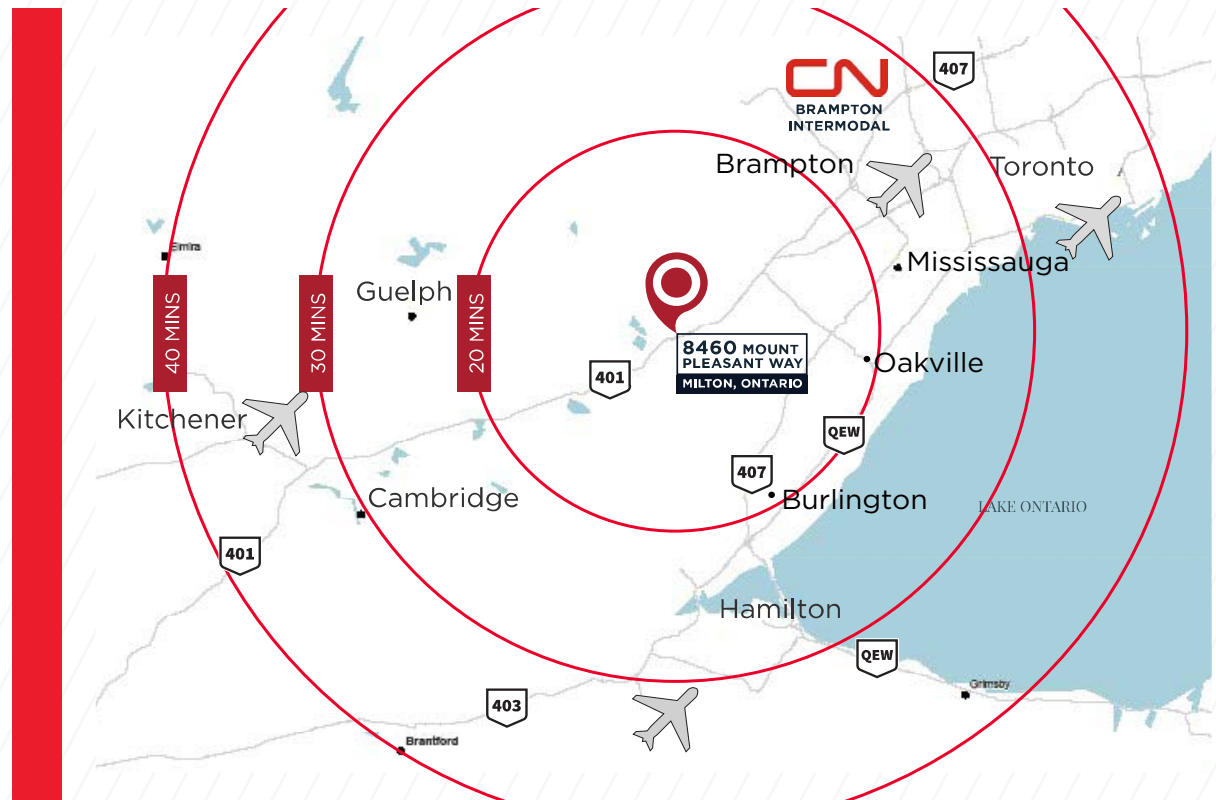 407
CN
BRAMPTON
INTERMODAL
Brampton
Toronto
Elmira
Mississauga
Guelph
40 MINS
30 MINS
20 MINS
8460 MOUNT
PLEASANT WAY
MILTON, ONTARIO
Oakville
401
Kitchener
QEW
407
Cambridge
Burlington
LAKE ONTARIO
401
Hamilton
QEW
Grimsby
403
Brantford